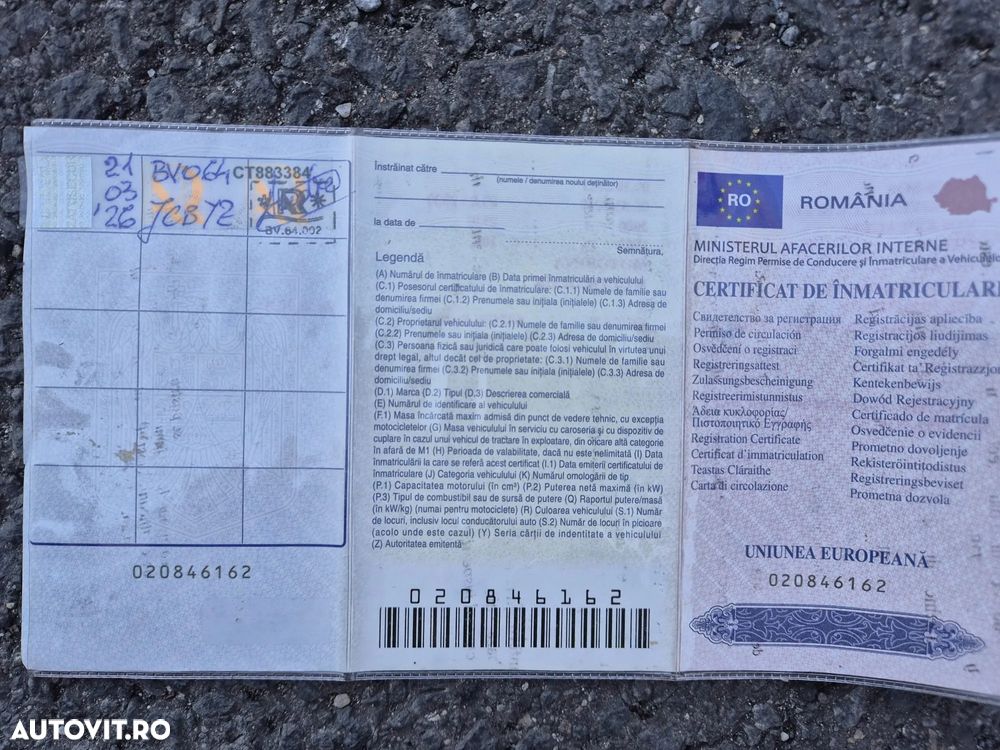 21
03
'26
BV064
JCBYZ
CT883384
RR
BV.64.002
020846162
Înstrăinat către
(numele / denumirea noului deținător)
la data de
Semnătura,
Legendă
(A) Numărul de înmatriculare (B) Data primei înmatriculări a vehiculului
(C.1) Posesorul certificatului de înmatriculare: (C.1.1) Numele de familie sau
denumirea firmei (C.1.2) Prenumele sau inițiala (inițialele) (C.1.3) Adresa de
domiciliu/sediu
(C.2) Proprietarul vehiculului: (C.2.1) Numele de familie sau denumirea firmei
(C.2.2) Prenumele sau inițiala (inițialele) (C.2.3) Adresa de domiciliu/sediu
(C.3) Persoana fizică sau juridică care poate folosi vehiculul în virtutea unui
drept legal, altul decât cel de proprietate: (C.3.1) Numele de familie sau
denumirea firmei (C.3.2) Prenumele sau inițiala (inițialele) (C.3.3) Adresa de
domiciliu/sediu
(D.1) Marca (D.2) Tipul (D.3) Descrierea comercială
(E) Numărul de identificare al vehiculului
(F.1) Masa încărcată maxim admisă din punct de vedere tehnic, cu excepția
motocicletelor (G) Masa vehiculului în serviciu cu caroseria și cu dispozitiv de
cuplare în cazul unui vehicul de tractare în exploatare, din oricare altă categorie
în afară de M1 (H) Perioada de valabilitate, dacă nu este nelimitată (I) Data
înmatriculării la care se referă acest certificat (I.1) Data emiterii certificatului de
înmatriculare (J) Categoria vehiculului (K) Numărul omologării de tip
(P.1) Capacitatea motorului (în cm³) (P.2) Puterea netă maximă (în kW)
(P.3) Tipul de combustibil sau de sursă de putere (Q) Raportul putere/masă
(în kW/kg) (numai pentru motociclete) (R) Culoarea vehiculului (S.1) Număr
de locuri, inclusiv locul conducătorului auto (S.2) Număr de locuri în picioare
(acolo unde este cazul) (Y) Seria cărții de indentitate a vehiculului
(Z) Autoritatea emitentă
020846162
RO
ROMÂNIA
MINISTERUL AFACERILOR INTERNE
Direcția Regim Permise de Conducere și Înmatriculare a Vehiculelo
CERTIFICAT DE ÎNMATRICULARE
Свидетелство за регистрация
Permiso de circulación
Osvědčení o registraci
Registreringsattest
Zulassungsbescheinigung
Registreerimistunnistus
Άδεια κυκλοφορίας/
Πιστοποιητικό Εγγραφής
Registration Certificate
Certificat d'immatriculation
Teastas Cláraithe
Carta di circolazione
Reģistrācijas apliecība
Registracijos liudijimas
Forgalmi engedély
Ċertifikat ta' Reġistrazzjon
Kentekenbewijs
Dowód Rejestracyjny
Certificado de matrícula
Osvedčenie o evidencii
Prometno dovoljenje
Rekisteröintitodistus
Registreringsbeviset
Prometna dozvola
UNIUNEA EUROPEANĂ
020846162
AUTOVIT.RO